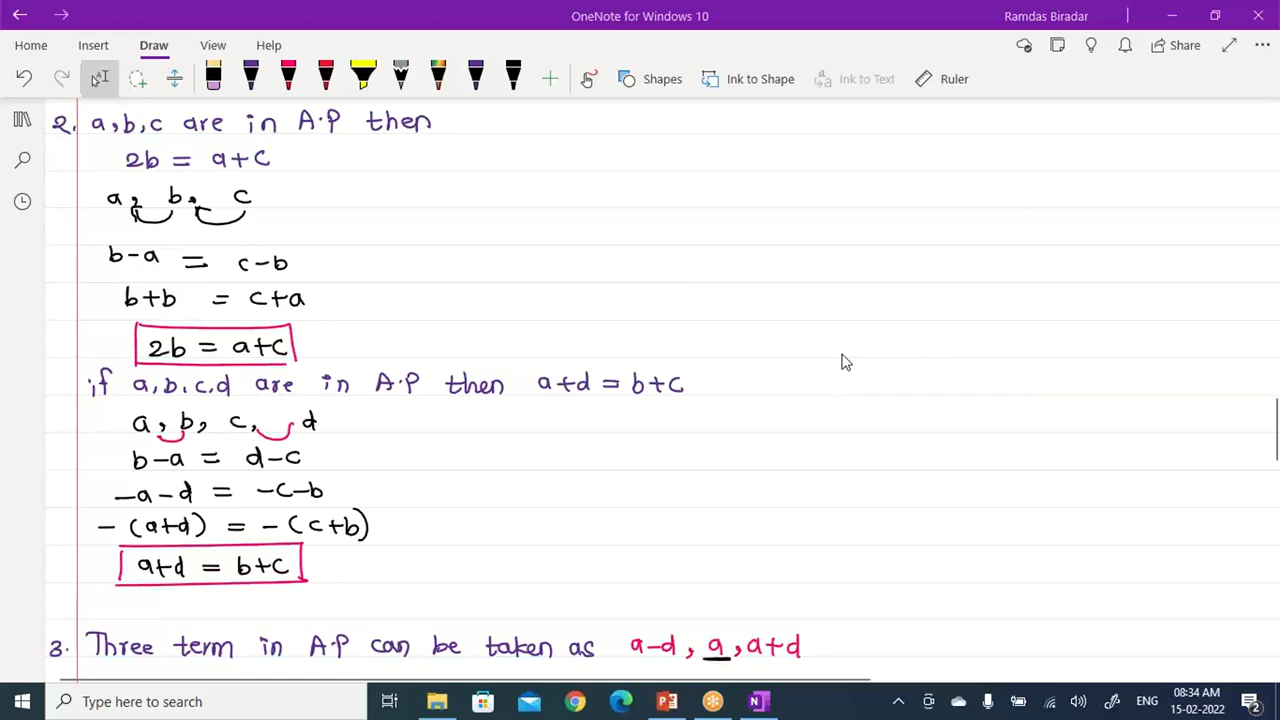 OneNote for Windows 10
Ramdas Biradar
Home Insert Draw View Help
Share
Shapes Ink to Shape Ink to Text Ruler
2. a,b,c are in A.P then
2b = a+c
a, b, c
b-a = c-b
b+b = c+a
2b = a+c
if a,b,c,d are in A.P then a+d = b+c
a, b, c, d
b-a = d-c
-a-d = -c-b
-(a+d) = -(c+b)
a+d = b+c
3. Three term in A.P can be taken as a-d, a, a+d
Type here to search
ENG
08:34 AM
15-02-2022
2